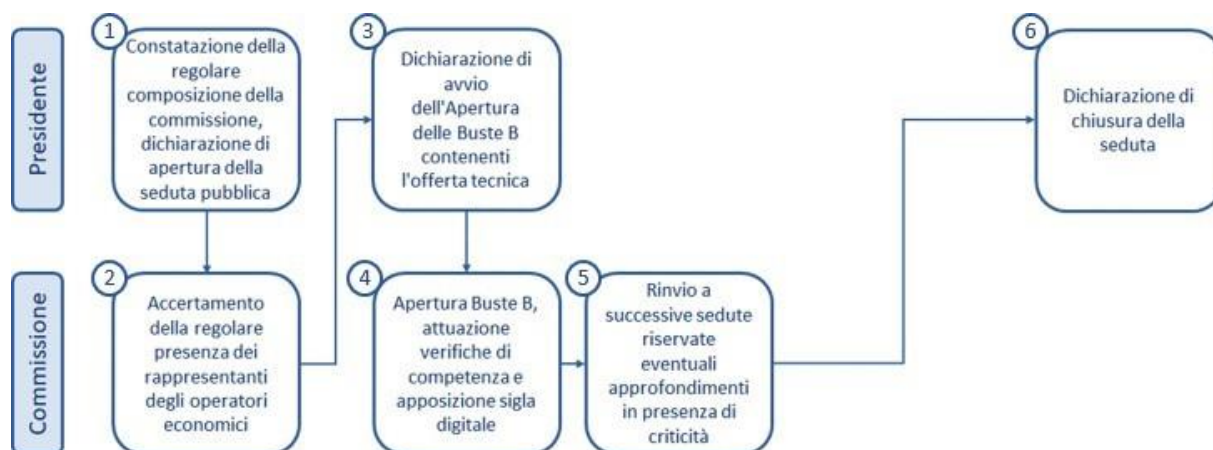 Presidente
1
Constatazione della
regolare
composizione della
commissione,
dichiarazione di
apertura della
seduta pubblica
3
Dichiarazione di
avvio
dell'Apertura
delle Buste B
contenenti
l'offerta tecnica
6
Dichiarazione di
chiusura della
seduta
Commissione
2
Accertamento
della regolare
presenza dei
rappresentanti
degli operatori
economici
4
Apertura Buste B,
attuazione
verifiche di
competenza e
apposizione sigla
digitale
5
Rinvio a
successive sedute
riservate
eventuali
approfondimenti
in presenza di
criticità